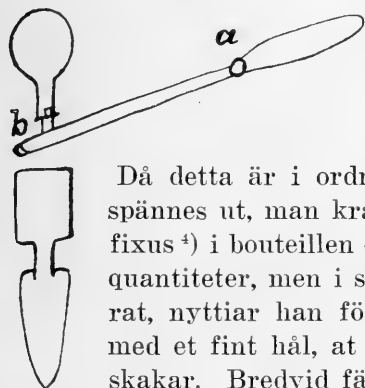 a
b
Då detta är i ordn
spännes ut, man kra
fixus ⁴) i bouteillen
quantiteter, men i s
rat, nyttiar han fö
med et fint hål, at
skakar. Bredvid fä